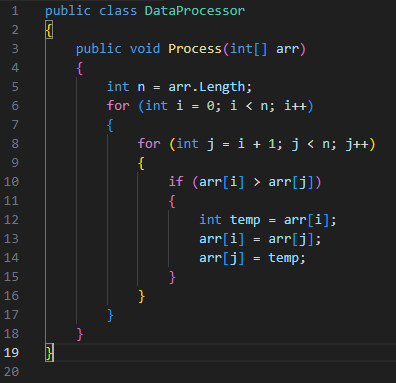 1 public class DataProcessor
2 {
3     public void Process(int[] arr)
4     {
5         int n = arr.Length;
6         for (int i = 0; i < n; i++)
7         {
8             for (int j = i + 1; j < n; j++)
9             {
10                 if (arr[i] > arr[j])
11                 {
12                     int temp = arr[i];
13                     arr[i] = arr[j];
14                     arr[j] = temp;
15                 }
16             }
17         }
18     }
19 }
20